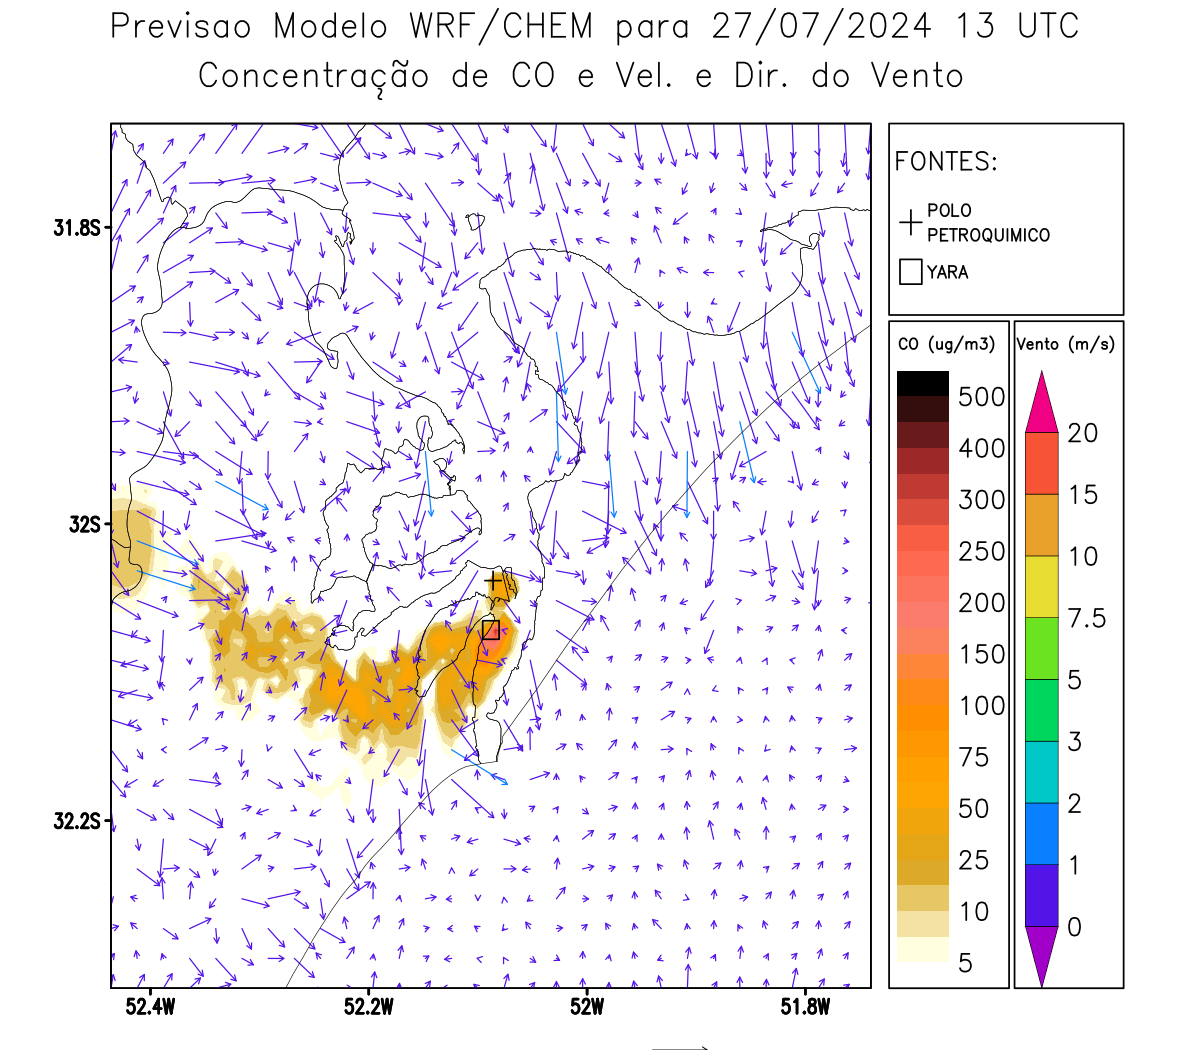 Previsao Modelo WRF/CHEM para 27/07/2024 13 UTC
Concentração de CO e Vel. e Dir. do Vento
FONTES:
POLO
PETROQUIMICO
YARA
CO (ug/m3)
500
400
300
250
200
150
100
75
50
25
10
5
Vento (m/s)
20
15
10
7.5
5
3
2
1
0
31.8S
32S
32.2S
52.4W
52.2W
52W
51.8W